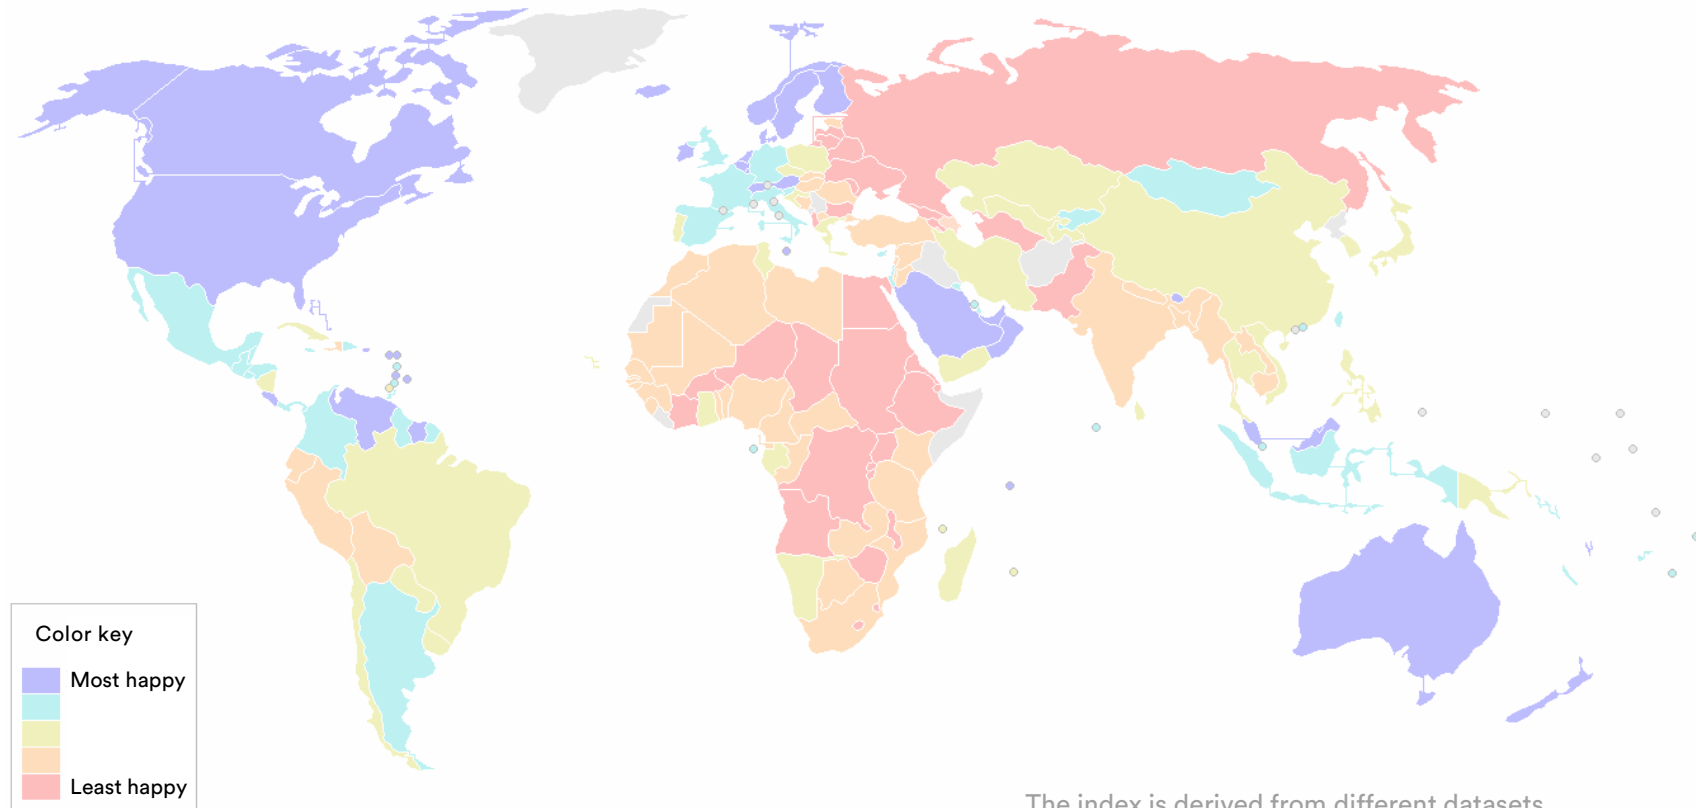 Color key
Most happy
Least happy
The index is derived from different datasets